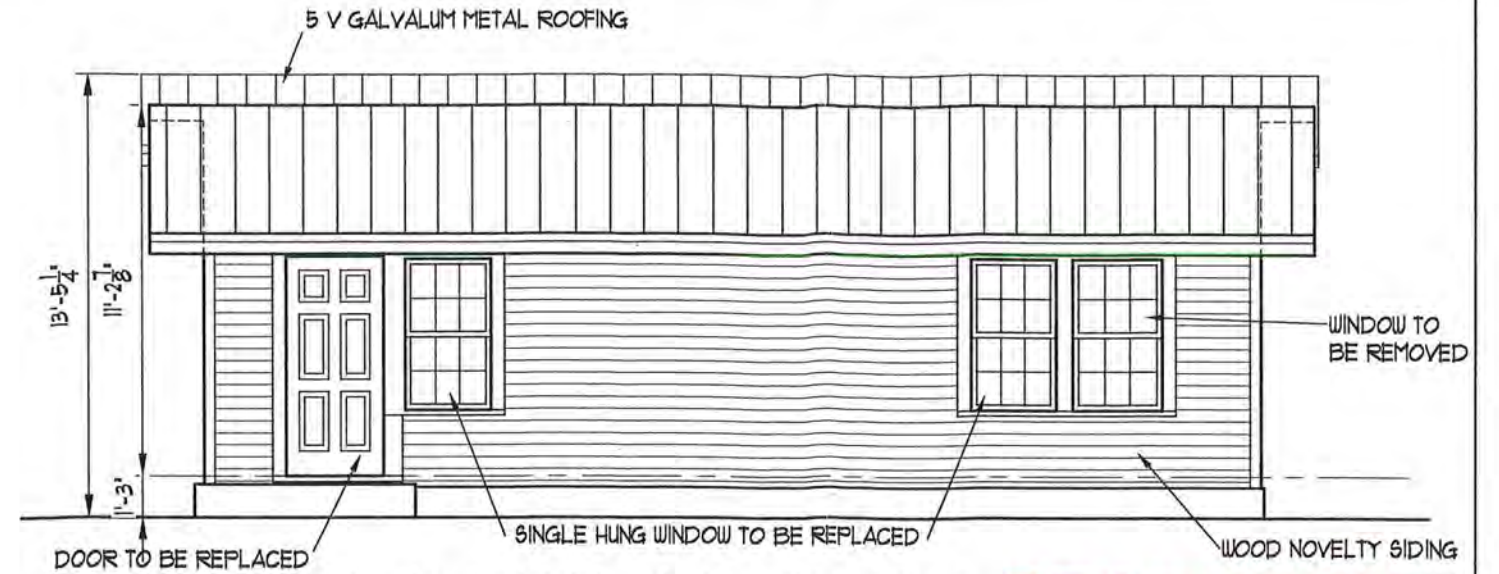 5 V GALVALUM METAL ROOFING
13'-5 1/4"
11'-2 7/8"
1'-3"
WINDOW TO
BE REMOVED
SINGLE HUNG WINDOW TO BE REPLACED
WOOD NOVELTY SIDING
DOOR TO BE REPLACED